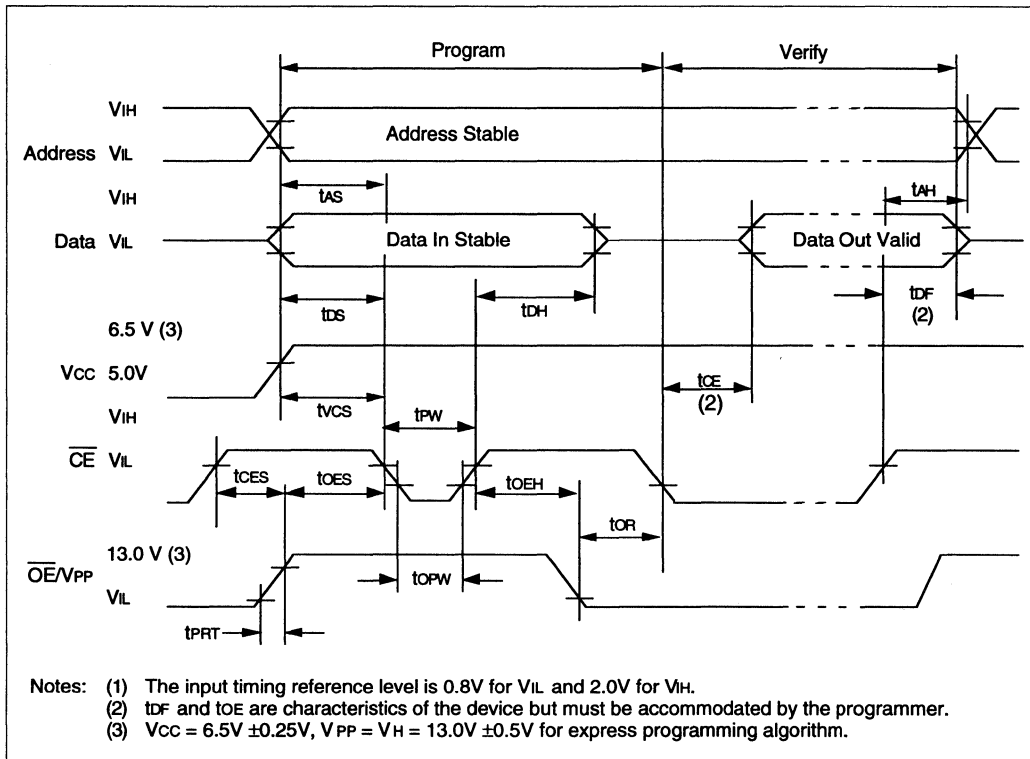 Program
Verify
VIH
Address Stable
Address VIL
VIH
tAS
tAH
Data VIL
Data In Stable
Data Out Valid
tDS
tDH
tDF
(2)
6.5 V (3)
VCC 5.0V
tCE
(2)
VIH
tVCS
tPW
CE VIL
tCES
tOES
tOEH
tOR
13.0 V (3)
OE/VPP
tOPW
VIL
tPRT
Notes: (1) The input timing reference level is 0.8V for VIL and 2.0V for VIH.
(2) tDF and tOE are characteristics of the device but must be accommodated by the programmer.
(3) VCC = 6.5V ±0.25V, VPP = VH = 13.0V ±0.5V for express programming algorithm.